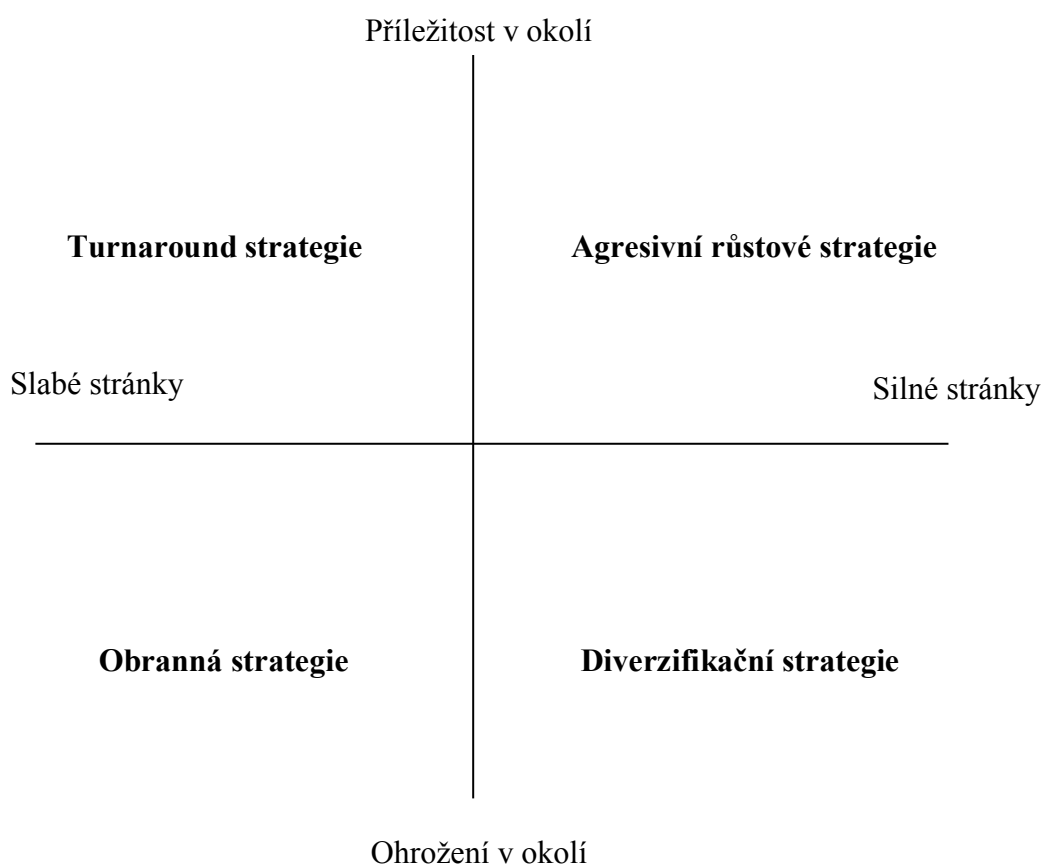 Příležitost v okolí
Turnaround strategie
Agresivní růstové strategie
Slabé stránky
Silné stránky
Obranná strategie
Diverzifikační strategie
Ohrožení v okolí